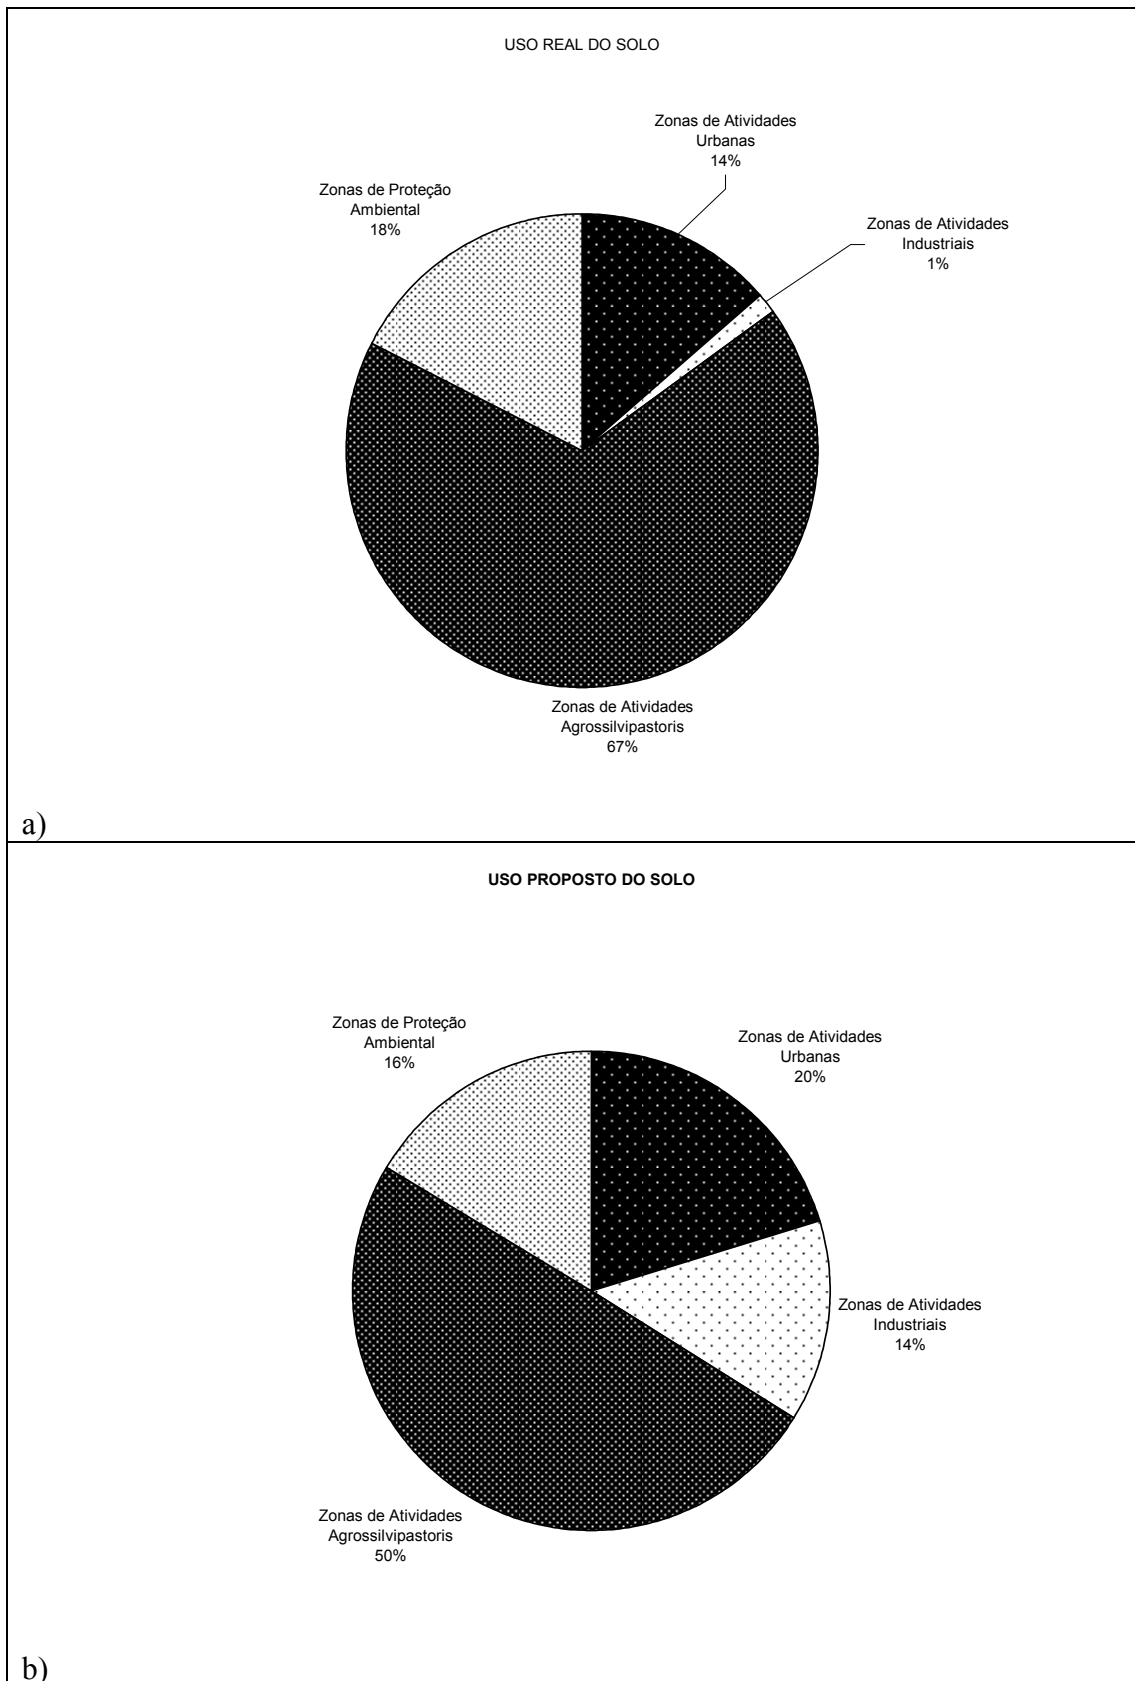 USO REAL DO SOLO
Zonas de Atividades
Urbanas
14%
Zonas de Proteção
Ambiental
18%
Zonas de Atividades
Industriais
1%
Zonas de Atividades
Agrossilvipastoris
67%
a)
USO PROPOSTO DO SOLO
Zonas de Proteção
Ambiental
16%
Zonas de Atividades
Urbanas
20%
Zonas de Atividades
Industriais
14%
Zonas de Atividades
Agrossilvipastoris
50%
b)